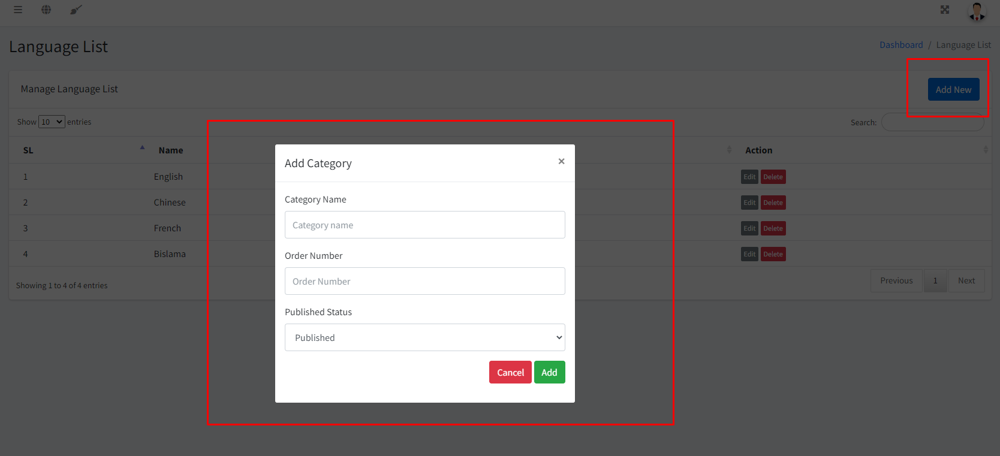 Language List
Dashboard / Language List
Manage Language List
Add New
Show 10 entries
Search:
SL Name Action
1 English Edit Delete
2 Chinese Edit Delete
3 French Edit Delete
4 Bislama Edit Delete
Showing 1 to 4 of 4 entries
Previous 1 Next
Add Category ×
Category Name
Category name
Order Number
Order Number
Published Status
Published
Cancel Add